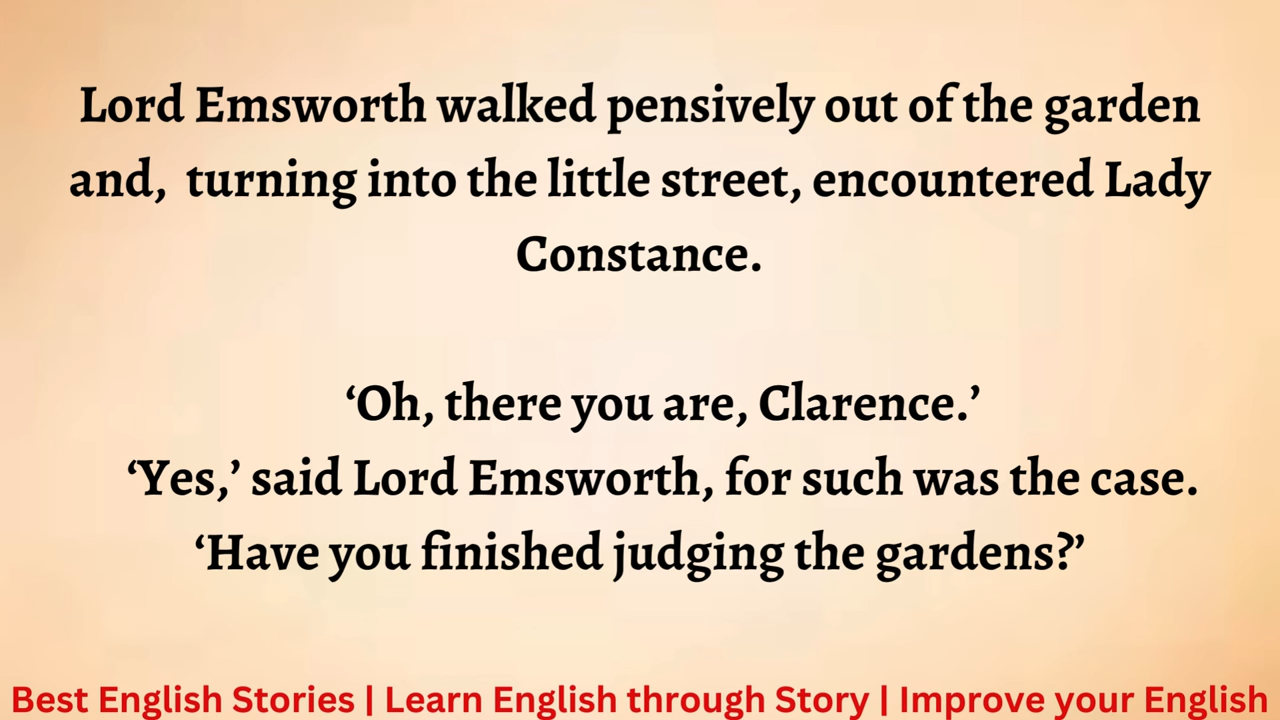 Lord Emsworth walked pensively out of the garden
and,  turning into the little street, encountered Lady
Constance.
‘Oh, there you are, Clarence.’
‘Yes,’ said Lord Emsworth, for such was the case.
‘Have you finished judging the gardens?’
Best English Stories | Learn English through Story | Improve your English